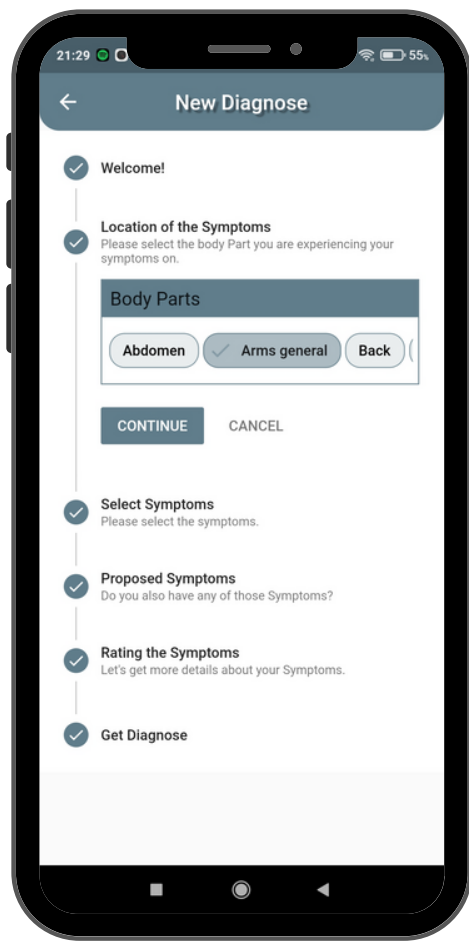 21:29 55%
New Diagnose
Welcome!
Location of the Symptoms
Please select the body Part you are experiencing your
symptoms on.
Body Parts
Abdomen Arms general Back
CONTINUE CANCEL
Select Symptoms
Please select the symptoms.
Proposed Symptoms
Do you also have any of those Symptoms?
Rating the Symptoms
Let's get more details about your Symptoms.
Get Diagnose